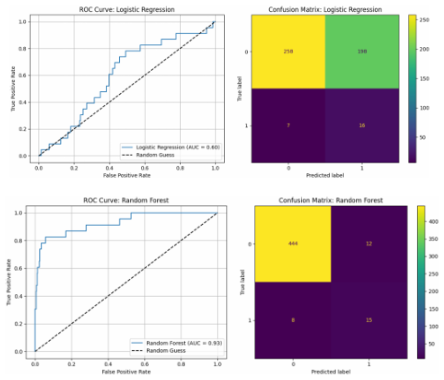 ROC Curve: Logistic Regression
1.0
0.8
0.6
0.4
0.2
0.0
True Positive Rate
0.0 0.2 0.4 0.6 0.8 1.0
False Positive Rate
Logistic Regression (AUC = 0.60)
Random Guess
Confusion Matrix: Logistic Regression
0
1
True label
258 198
7 16
0 1
Predicted label
250
200
150
100
50
ROC Curve: Random Forest
1.0
0.8
0.6
0.4
0.2
0.0
True Positive Rate
0.0 0.2 0.4 0.6 0.8 1.0
False Positive Rate
Random Forest (AUC = 0.93)
Random Guess
Confusion Matrix: Random Forest
0
1
True label
444 12
8 15
0 1
Predicted label
400
350
300
250
200
150
100
50